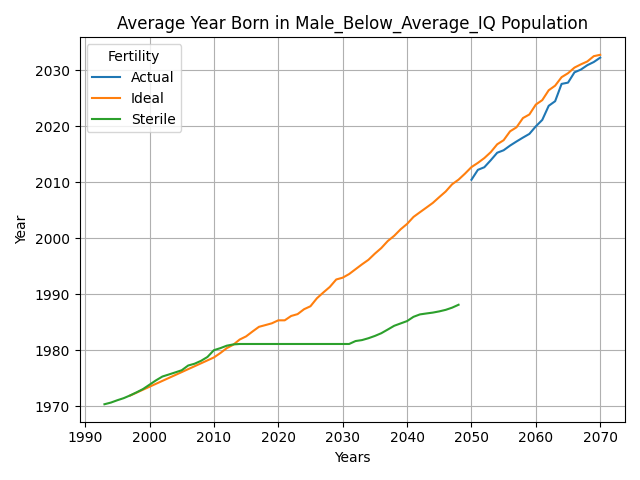 Average Year Born in Male_Below_Average_IQ Population
Fertility
Actual
Ideal
Sterile
Year
2030
2020
2010
2000
1990
1980
1970
1990 2000 2010 2020 2030 2040 2050 2060 2070
Years